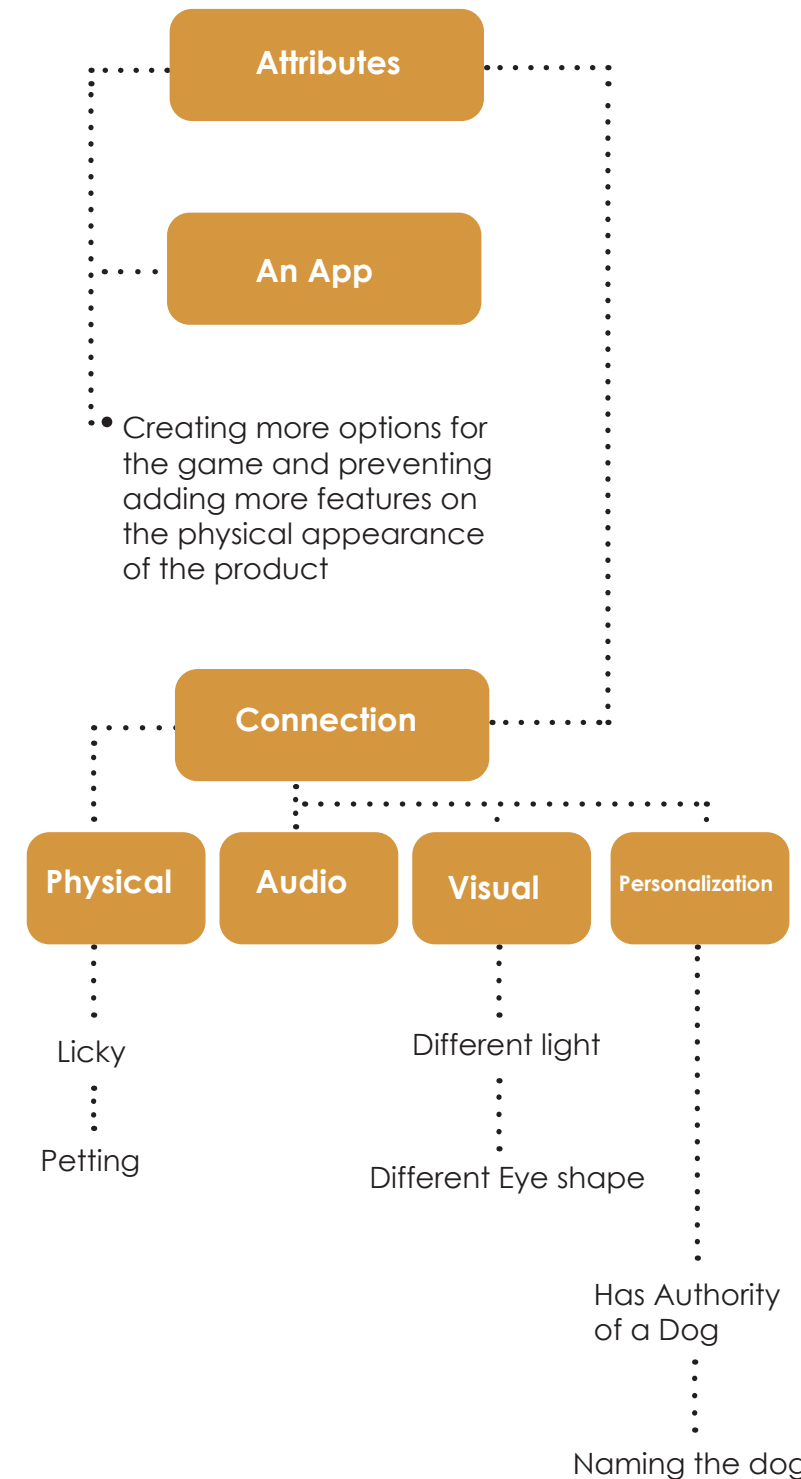 Attributes
An App
• Creating more options for
the game and preventing
adding more features on
the physical appearance
of the product
Connection
Physical
Audio
Visual
Personalization
Licky
Different light
Petting
Different Eye shape
Has Authority
of a Dog
Naming the dog